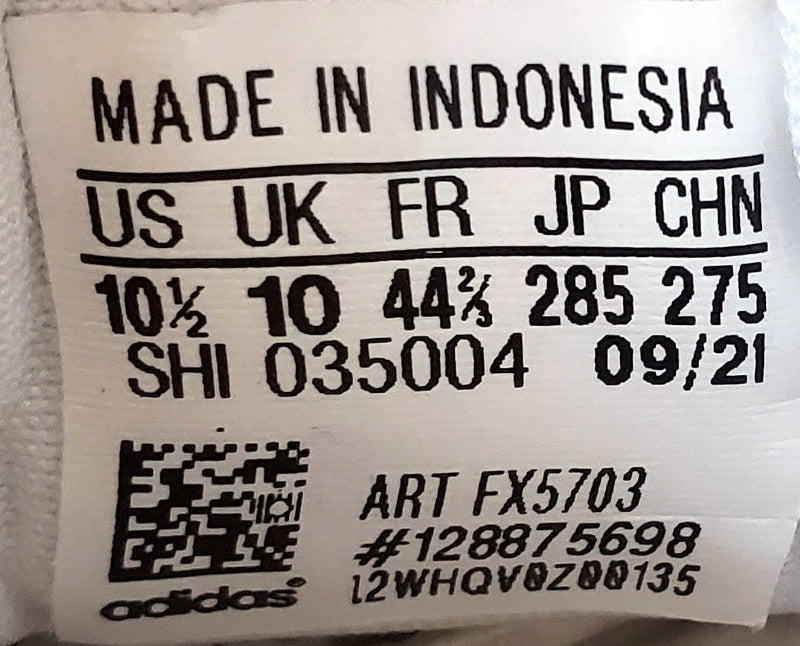 MADE IN INDONESIA
US UK FR JP CHN
10½ 10 44⅔ 285 275
SHI 035004 09/21
ART FX5703
#128875698
12WHQV0Z00135
adidas